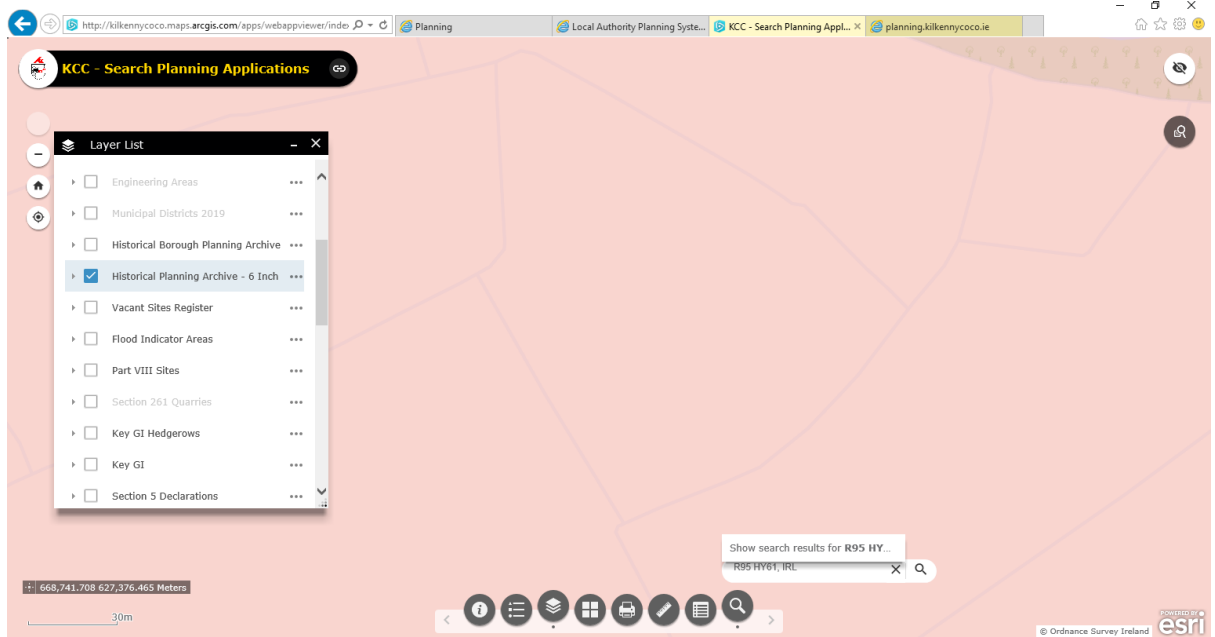 http://kilkennycoco.maps.arcgis.com/apps/webappviewer/index
Planning
Local Authority Planning Syste...
KCC - Search Planning Appl...
planning.kilkennycoco.ie
KCC - Search Planning Applications
Layer List
Engineering Areas
Municipal Districts 2019
Historical Borough Planning Archive
Historical Planning Archive - 6 Inch
Vacant Sites Register
Flood Indicator Areas
Part VIII Sites
Section 261 Quarries
Key GI Hedgerows
Key GI
Section 5 Declarations
Show search results for R95 HY...
R95 HY61, IRL
668,741.708 627,376.465 Meters
30m
POWERED BY
esri
© Ordnance Survey Ireland